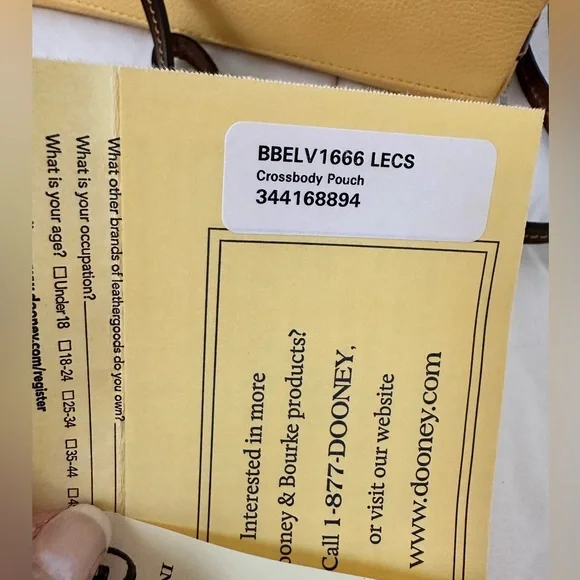 BBELV1666 LECS
Crossbody Pouch
344168894
Interested in more
ooney & Bourke products?
Call 1-877-DOONEY,
or visit our website
www.dooney.com
What other brands of leathergoods do you own?
What is your occupation?
What is your age? ☐Under18 ☐18-24 ☐25-34 ☐35-44 ☐4
dooney.com/register